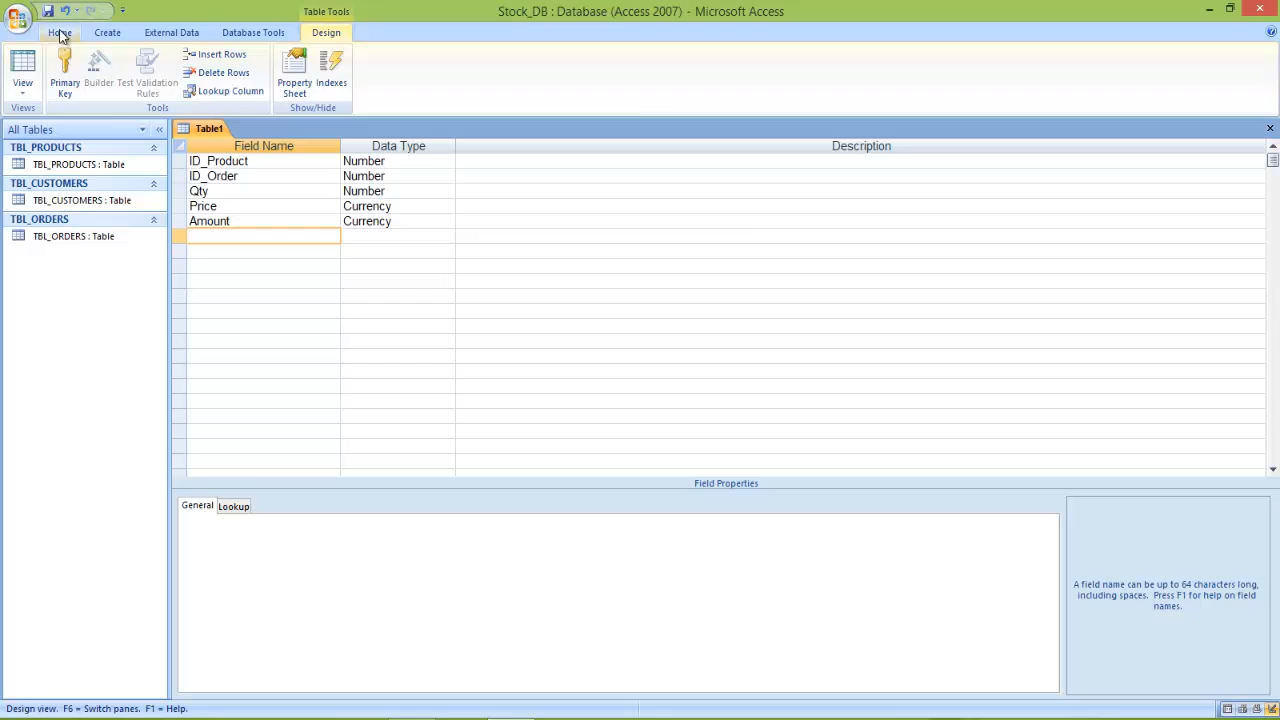 Table Tools
Stock_DB : Database (Access 2007) - Microsoft Access
Home
Create
External Data
Database Tools
Design
View
Primary Key
Builder
Test Validation Rules
Insert Rows
Delete Rows
Lookup Column
Property Sheet
Indexes
Views
Tools
Show/Hide
All Tables
Table1
TBL_PRODUCTS
TBL_PRODUCTS : Table
TBL_CUSTOMERS
TBL_CUSTOMERS : Table
TBL_ORDERS
TBL_ORDERS : Table
Field Name Data Type Description
ID_Product Number
ID_Order Number
Qty Number
Price Currency
Amount Currency
Field Properties
General Lookup
A field name can be up to 64 characters long,
including spaces. Press F1 for help on field
names.
Design view. F6 = Switch panes. F1 = Help.